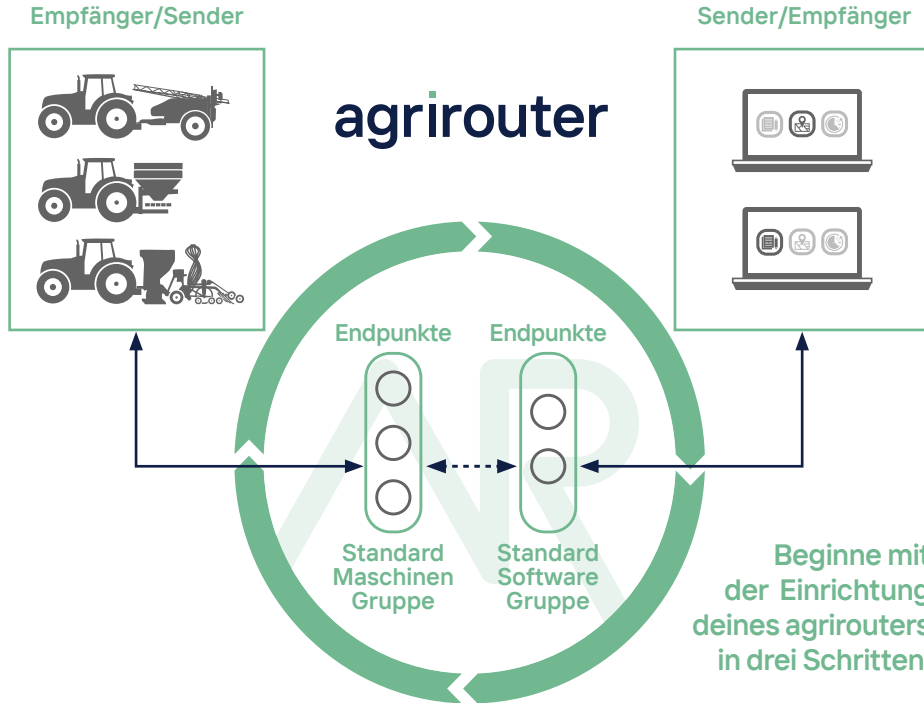 Empfänger/Sender
Sender/Empfänger
agrirouter
Endpunkte
Endpunkte
Standard
Maschinen
Gruppe
Standard
Software
Gruppe
Beginne mit
der Einrichtung
deines agrirouters
in drei Schritten